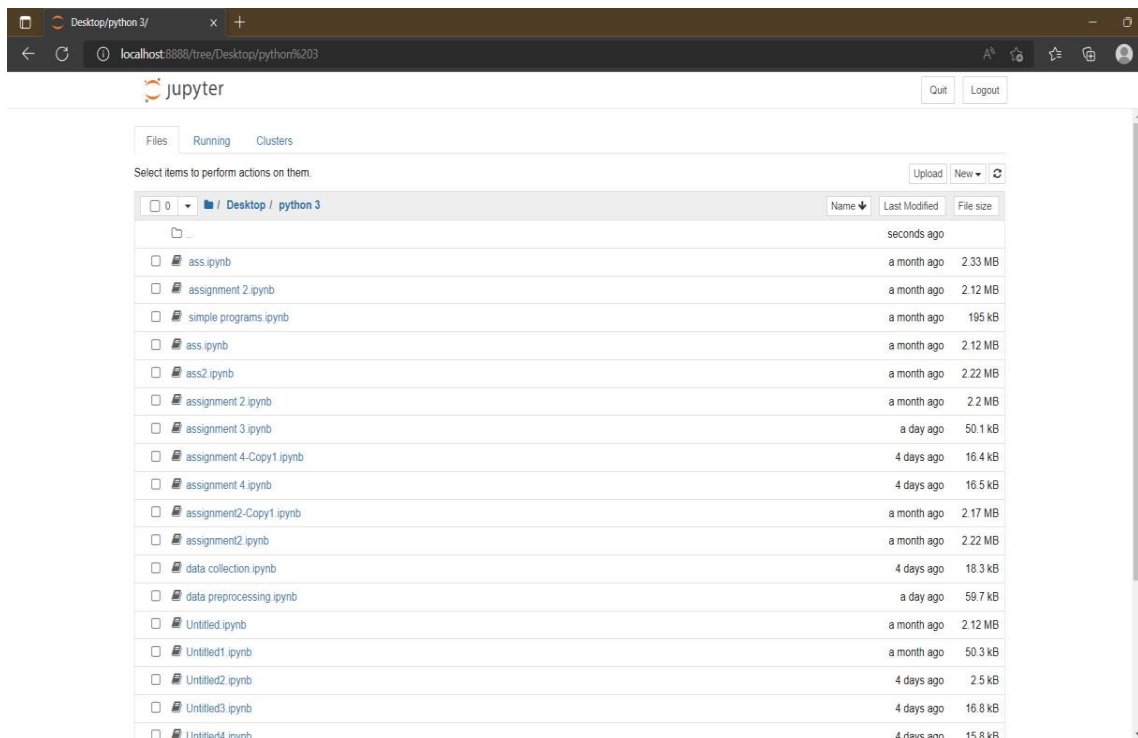 Desktop/python 3/
localhost:8888/tree/Desktop/python%203
jupyter
Quit Logout
Files Running Clusters
Select items to perform actions on them.
Upload New
0 / Desktop / python 3 Name Last Modified File size
.. seconds ago
ass.ipynb a month ago 2.33 MB
assignment 2.ipynb a month ago 2.12 MB
simple programs.ipynb a month ago 195 kB
ass.ipynb a month ago 2.12 MB
ass2.ipynb a month ago 2.22 MB
assignment 2.ipynb a month ago 2.2 MB
assignment 3.ipynb a day ago 50.1 kB
assignment 4-Copy1.ipynb 4 days ago 16.4 kB
assignment 4.ipynb 4 days ago 16.5 kB
assignment2-Copy1.ipynb a month ago 2.17 MB
assignment2.ipynb a month ago 2.22 MB
data collection.ipynb 4 days ago 18.3 kB
data preprocessing.ipynb a day ago 59.7 kB
Untitled.ipynb a month ago 2.12 MB
Untitled1.ipynb a month ago 50.3 kB
Untitled2.ipynb 4 days ago 2.5 kB
Untitled3.ipynb 4 days ago 16.8 kB
Untitled4.ipynb 4 days ago 15.8 kB